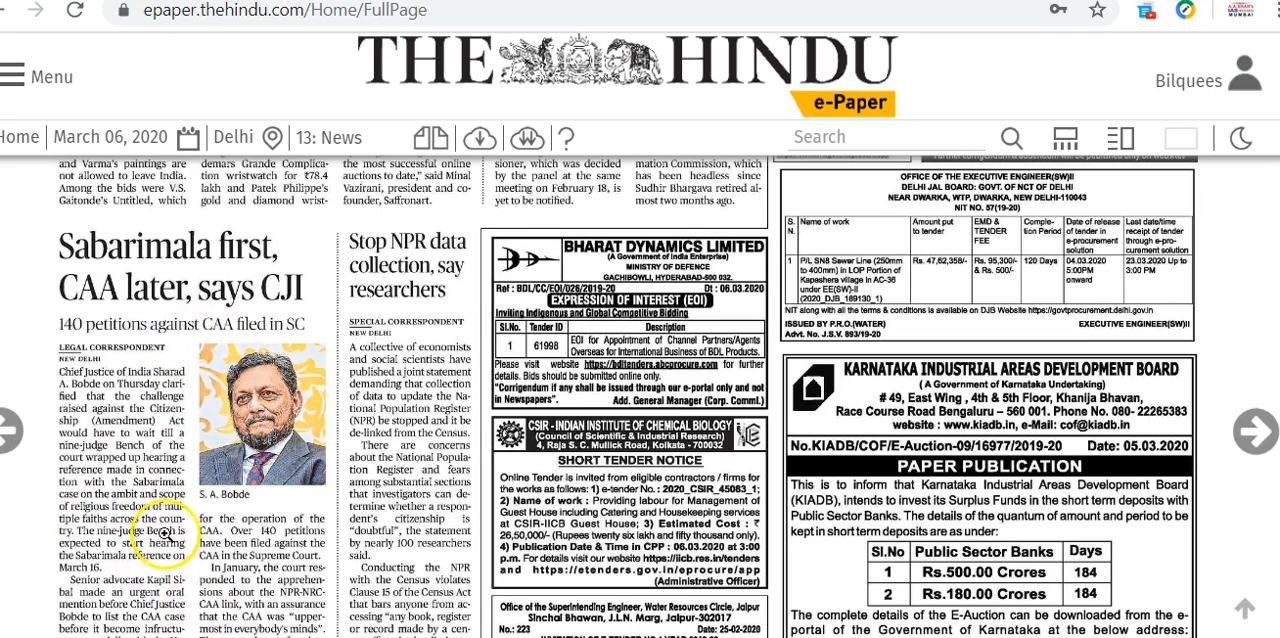 epaper.thehindu.com/Home/FullPage
THE HINDU
e-Paper
Menu
Bilquees
Home
March 06, 2020
Delhi
13: News
?
Search
and Varma's paintings are
not allowed to leave India.
Among the bids were V.S.
Gaitonde's Untitled, which
demars Grande Complica-
tion wristwatch for ₹78.4
lakh and Patek Philippe's
gold and diamond wrist-
the most successful online
auctions to date," said Minal
Vazirani, president and co-
founder, Saffronart.
sioner, which was decided
by the panel at the same
meeting on February 18, is
yet to be notified.
mation Commission, which
has been headless since
Sudhir Bhargava retired al-
most two months ago.
Sabarimala first,
CAA later, says CJI
140 petitions against CAA filed in SC
LEGAL CORRESPONDENT
NEW DELHI
Chief Justice of India Sharad
A. Bobde on Thursday clari-
fied that the challenge
raised against the Citizen-
ship (Amendment) Act
would have to wait till a
nine-judge Bench of the
court wrapped up hearing a
reference made in connec-
tion with the Sabarimala
case on the ambit and scope
of religious freedom of mul-
tiple faiths across the coun-
try. The nine-judge Bench is
expected to start hearing
the Sabarimala reference on
March 16.
Senior advocate Kapil Si-
bal made an urgent oral
mention before Chief Justice
Bobde to list the CAA case
before it become infructu-
S. A. Bobde
for the operation of the
CAA. Over 140 petitions
have been filed against the
CAA in the Supreme Court.
In January, the court res-
ponded to the apprehen-
sions about the NPR-NRC-
CAA link, with an assurance
that the CAA was "upper-
most in everybody's minds".
Stop NPR data
collection, say
researchers
SPECIAL CORRESPONDENT
NEW DELHI
A collective of economists
and social scientists have
published a joint statement
demanding that collection
of data to update the Na-
tional Population Register
(NPR) be stopped and it be
de-linked from the Census.
There are concerns
about the National Popula-
tion Register and fears
among substantial sections
that investigators can de-
termine whether a respon-
dent's citizenship is
"doubtful", the statement
by nearly 100 researchers
said.
Conducting the NPR
with the Census violates
Clause 15 of the Census Act
that bars anyone from ac-
cessing "any book, register
or record made by a cen-
BHARAT DYNAMICS LIMITED
(A Government of India Enterprise)
MINISTRY OF DEFENCE
GACHIBOWLI, HYDERABAD-500 032.
Ref : BDL/CC/EOI/026/2019-20 Dt : 06.03.2020
EXPRESSION OF INTEREST (EOI)
Inviting Indigenous and Global Competitive Bidding
Sl.No. Tender ID Description
1 61998 EOI for Appointment of Channel Partners/Agents
Overseas for International Business of BDL Products.
Please visit website https://bdltenders.abcprocure.com for further
details. Bids should be submitted online only.
"Corrigendum if any shall be issued through our e-portal only and not
in Newspapers". Add. General Manager (Corp. Comml.)
CSIR - INDIAN INSTITUTE OF CHEMICAL BIOLOGY
(Council of Scientific & Industrial Research)
4, Raja S. C. Mullick Road, Kolkata - 700032
SHORT TENDER NOTICE
Online Tender is invited from eligible contractors / firms for
the works as follows: 1) e-tender No.: 2020_CSIR_45083_1;
2) Name of work: Providing labour for Management of
Guest House including Catering and Housekeeping services
at CSIR-IICB Guest House; 3) Estimated Cost : ₹
26,50,000/- (Rupees twenty six lakh and fifty thousand only).
4) Publication Date & Time in CPP : 06.03.2020 at 3:00
p.m. For details visit our website https://iicb.res.in/tenders
and https://etenders.gov.in/eprocure/app
(Administrative Officer)
Office of the Superintending Engineer, Water Resources Circle, Jaipur
Sinchai Bhawan, J.L.N. Marg, Jaipur-302017
No.: 223 Date: 25-02-2020
OFFICE OF THE EXECUTIVE ENGINEER(SW)II
DELHI JAL BOARD: GOVT. OF NCT OF DELHI
NEAR DWARKA, WTP, DWARKA, NEW DELHI-110043
NIT NO. 57(19-20)
S. N. Name of work Amount put to tender EMD & TENDER FEE Comple- tion Period Date of release of tender in e-procurement solution Last date/time receipt of tender through e-pro- curement solution
1 P/L SN8 Sewer Line (250mm to 400mm) in LOP Portion of Kapashera village in AC-36 under EE(SW)-II (2020_DJB_189130_1) Rs. 47,62,356/- Rs. 95,300/- & Rs. 500/- 120 Days 04.03.2020 5:00PM onward 23.03.2020 Up to 3:00 PM
NIT along with all the terms & conditions is available on DJB Website https://govtprocurement.delhi.gov.in
ISSUED BY P.R.O.(WATER) EXECUTIVE ENGINEER(SW)II
Advt. No. J.S.V. 893/19-20
KARNATAKA INDUSTRIAL AREAS DEVELOPMENT BOARD
( A Government of Karnataka Undertaking)
# 49, East Wing , 4th & 5th Floor, Khanija Bhavan,
Race Course Road Bengaluru – 560 001. Phone No. 080- 22265383
website : www.kiadb.in, e-Mail: cof@kiadb.in
No.KIADB/COF/E-Auction-09/16977/2019-20 Date: 05.03.2020
PAPER PUBLICATION
This is to inform that Karnataka Industrial Areas Development Board
(KIADB), intends to invest its Surplus Funds in the short term deposits with
Public Sector Banks. The details of the quantum of amount and period to be
kept in short term deposits are as under:
Sl.No Public Sector Banks Days
1 Rs.500.00 Crores 184
2 Rs.180.00 Crores 184
The complete details of the E-Auction can be downloaded from the e-
portal of the Government of Karnataka at the below address: